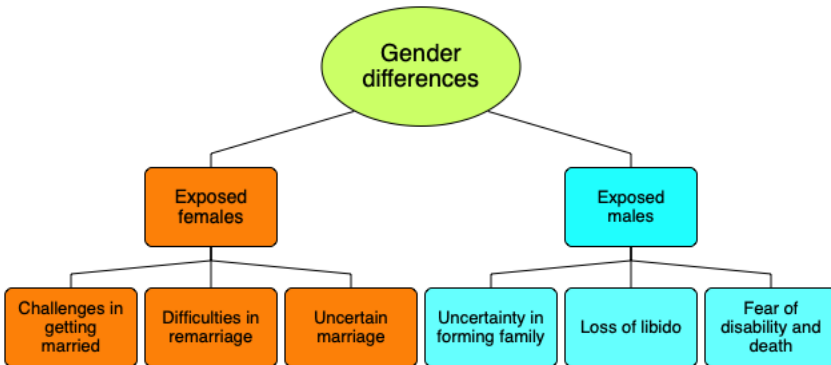 Gender
differences
Exposed
females
Exposed
males
Challenges in
getting
married
Difficulties in
remarriage
Uncertain
marriage
Uncertainty in
forming family
Loss of libido
Fear of
disability and
death